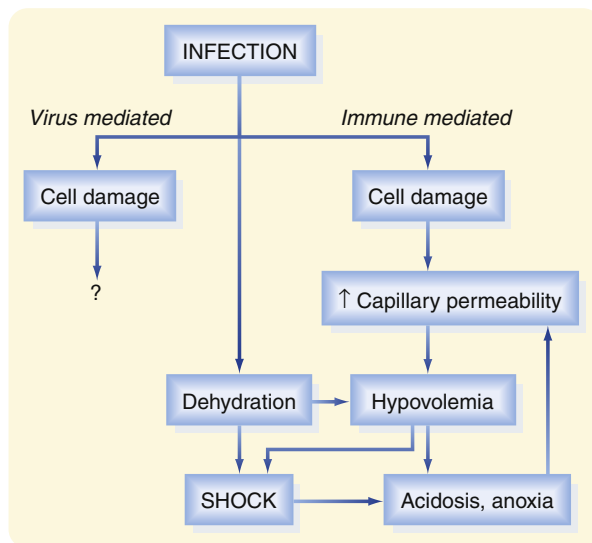 INFECTION
Virus mediated
Immune mediated
Cell damage
Cell damage
?
↑ Capillary permeability
Dehydration
Hypovolemia
SHOCK
Acidosis, anoxia